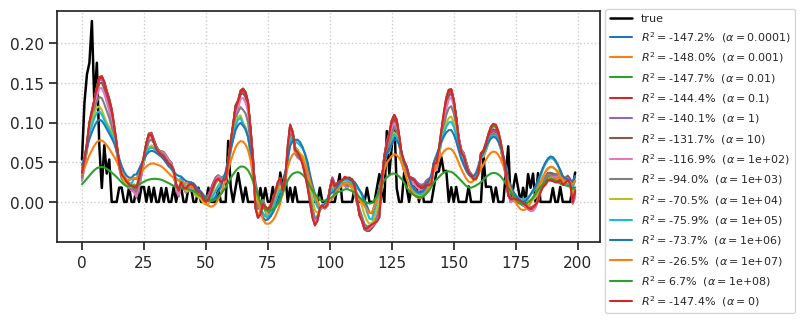 0.20
0.15
0.10
0.05
0.00
0 25 50 75 100 125 150 175 200
true
R² = -147.2% (α = 0.0001)
R² = -148.0% (α = 0.001)
R² = -147.7% (α = 0.01)
R² = -144.4% (α = 0.1)
R² = -140.1% (α = 1)
R² = -131.7% (α = 10)
R² = -116.9% (α = 1e+02)
R² = -94.0% (α = 1e+03)
R² = -70.5% (α = 1e+04)
R² = -75.9% (α = 1e+05)
R² = -73.7% (α = 1e+06)
R² = -26.5% (α = 1e+07)
R² = 6.7% (α = 1e+08)
R² = -147.4% (α = 0)